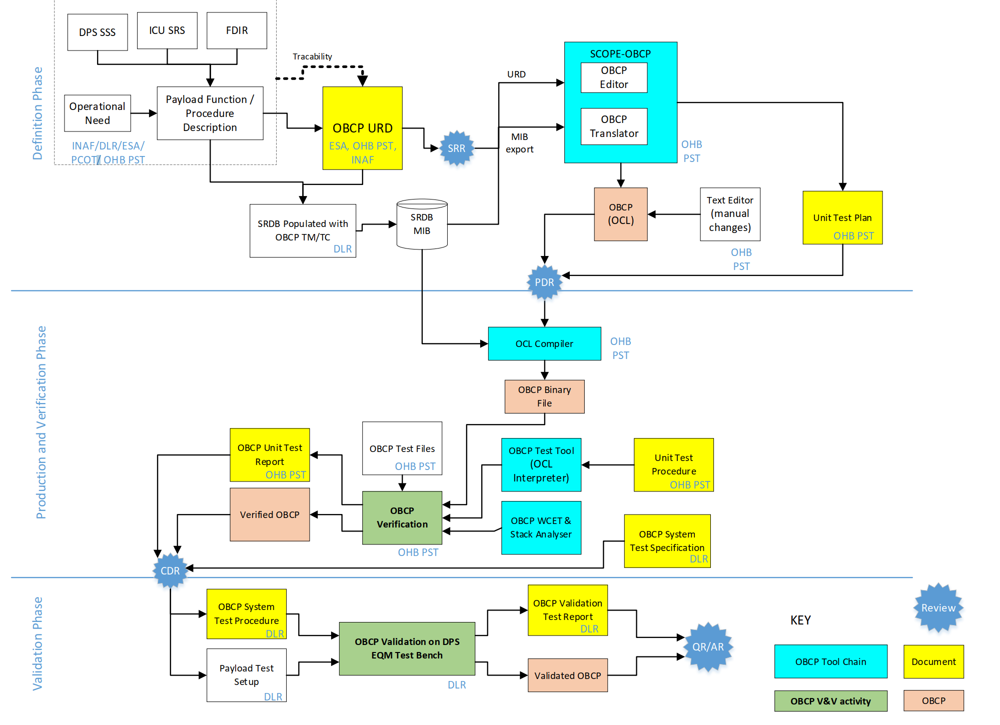 Definition Phase
DPS SSS
ICU SRS
FDIR
Tracability
Operational
Need
Payload Function /
Procedure
Description
INAF/DLR/ESA/
PCOT/ OHB PST
OBCP URD
ESA, OHB PST,
INAF
SRR
URD
MIB
export
SCOPE-OBCP
OBCP
Editor
OBCP
Translator
OHB
PST
SRDB Populated with
OBCP TM/TC
DLR
SRDB
MIB
OBCP
(OCL)
Text Editor
(manual
changes)
OHB
PST
Unit Test Plan
OHB PST
PDR
Production and Verification Phase
OCL Compiler
OHB
PST
OBCP Binary
File
OBCP Unit Test
Report
OHB PST
OBCP Test Files
OHB PST
OBCP Test Tool
(OCL
Interpreter)
Unit Test
Procedure
OHB PST
Verified OBCP
OBCP
Verification
OHB PST
OBCP WCET &
Stack Analyser
OBCP System
Test Specification
DLR
CDR
Validation Phase
OBCP System
Test Procedure
DLR
Payload Test
Setup
DLR
OBCP Validation on DPS
EQM Test Bench
DLR
OBCP Validation
Test Report
DLR
Validated OBCP
QR/AR
KEY
Review
OBCP Tool Chain
Document
OBCP V&V activity
OBCP